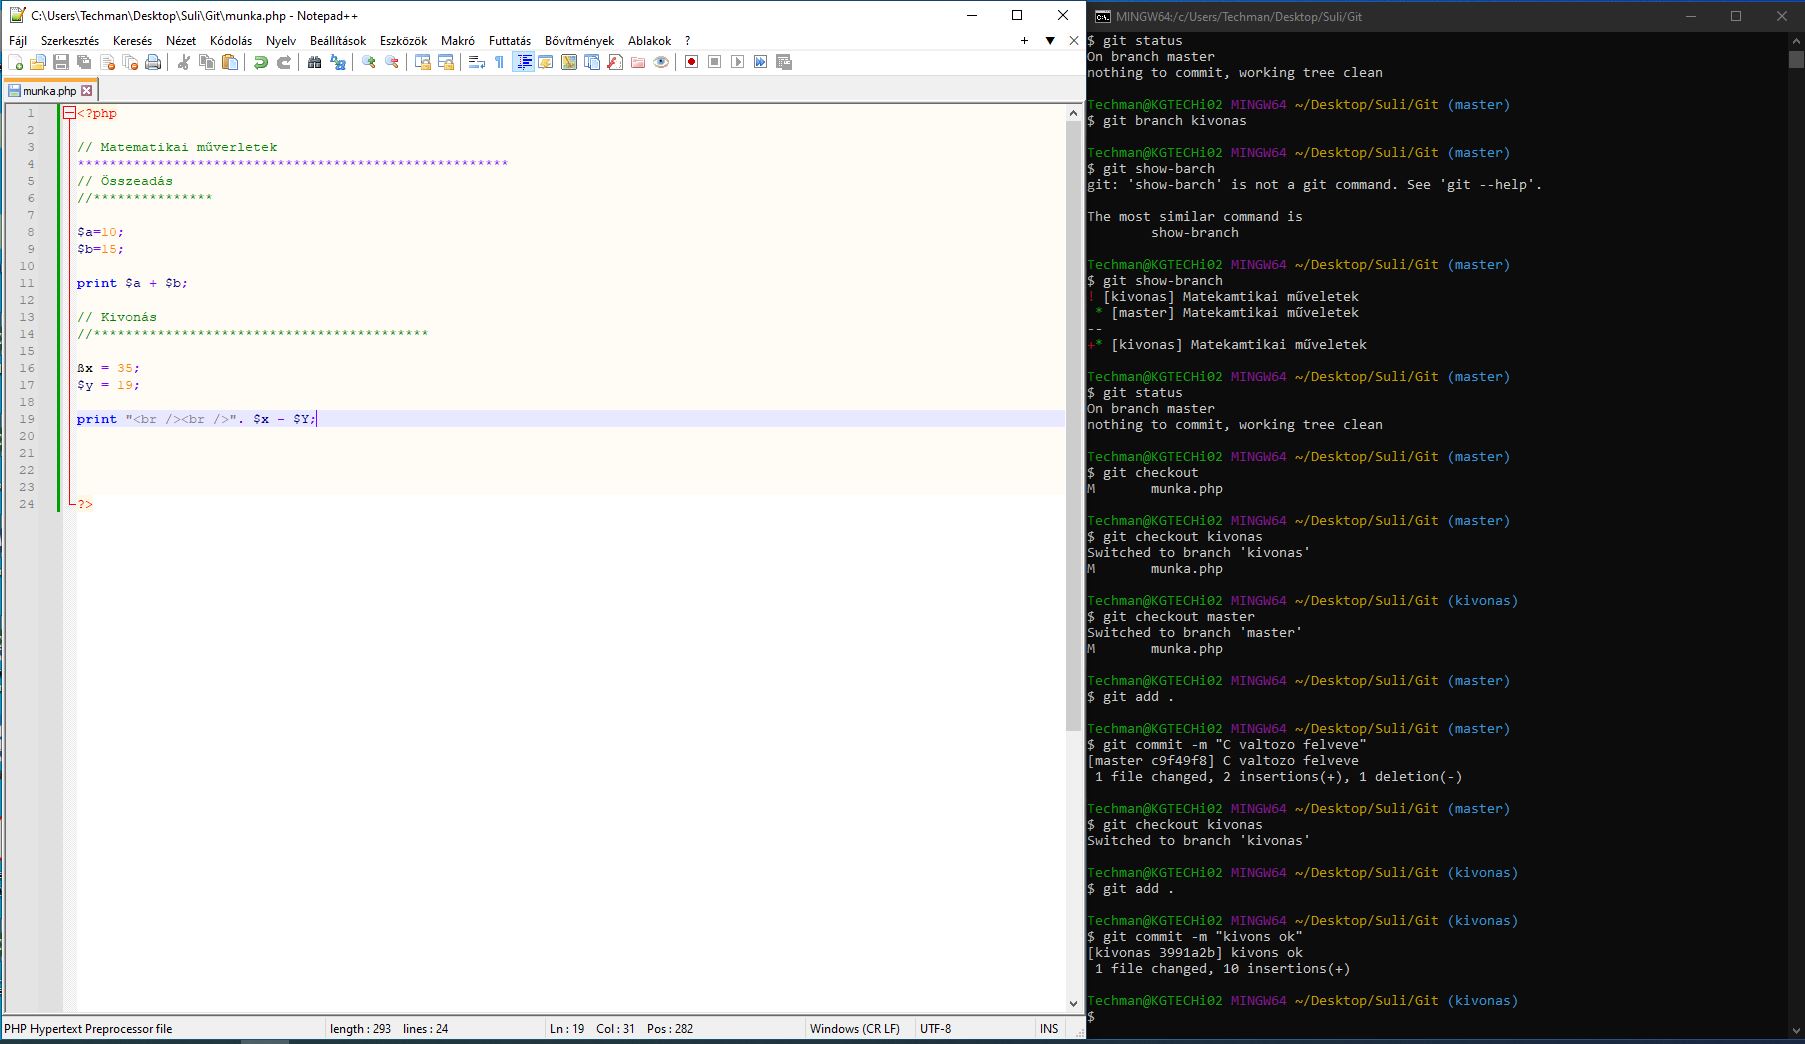 C:\Users\Techman\Desktop\Suli\Git\munka.php - Notepad++
Fájl Szerkesztés Keresés Nézet Kódolás Nyelv Beállítások Eszközök Makró Futtatás Bővítmények Ablakok ?
munka.php
1 <?php
2
3 // Matematikai műverletek
4 ******************************************************
5 // Összeadás
6 //***************
7
8 $a=10;
9 $b=15;
10
11 print $a + $b;
12
13 // Kivonás
14 //******************************************
15
16 ßx = 35;
17 $y = 19;
18
19 print "<br /><br />". $x - $Y;
20
21
22
23
24 ?>
PHP Hypertext Preprocessor file length : 293 lines : 24 Ln : 19 Col : 31 Pos : 282 Windows (CR LF) UTF-8 INS
MINGW64:/c/Users/Techman/Desktop/Suli/Git
$ git status
On branch master
nothing to commit, working tree clean
Techman@KGTECHi02 MINGW64 ~/Desktop/Suli/Git (master)
$ git branch kivonas
Techman@KGTECHi02 MINGW64 ~/Desktop/Suli/Git (master)
$ git show-barch
git: 'show-barch' is not a git command. See 'git --help'.
The most similar command is
show-branch
Techman@KGTECHi02 MINGW64 ~/Desktop/Suli/Git (master)
$ git show-branch
! [kivonas] Matekamtikai műveletek
* [master] Matekamtikai műveletek
--
+* [kivonas] Matekamtikai műveletek
Techman@KGTECHi02 MINGW64 ~/Desktop/Suli/Git (master)
$ git status
On branch master
nothing to commit, working tree clean
Techman@KGTECHi02 MINGW64 ~/Desktop/Suli/Git (master)
$ git checkout
M munka.php
Techman@KGTECHi02 MINGW64 ~/Desktop/Suli/Git (master)
$ git checkout kivonas
Switched to branch 'kivonas'
M munka.php
Techman@KGTECHi02 MINGW64 ~/Desktop/Suli/Git (kivonas)
$ git checkout master
Switched to branch 'master'
M munka.php
Techman@KGTECHi02 MINGW64 ~/Desktop/Suli/Git (master)
$ git add .
Techman@KGTECHi02 MINGW64 ~/Desktop/Suli/Git (master)
$ git commit -m "C valtozo felveve"
[master c9f49f8] C valtozo felveve
1 file changed, 2 insertions(+), 1 deletion(-)
Techman@KGTECHi02 MINGW64 ~/Desktop/Suli/Git (master)
$ git checkout kivonas
Switched to branch 'kivonas'
Techman@KGTECHi02 MINGW64 ~/Desktop/Suli/Git (kivonas)
$ git add .
Techman@KGTECHi02 MINGW64 ~/Desktop/Suli/Git (kivonas)
$ git commit -m "kivons ok"
[kivonas 3991a2b] kivons ok
1 file changed, 10 insertions(+)
Techman@KGTECHi02 MINGW64 ~/Desktop/Suli/Git (kivonas)
$